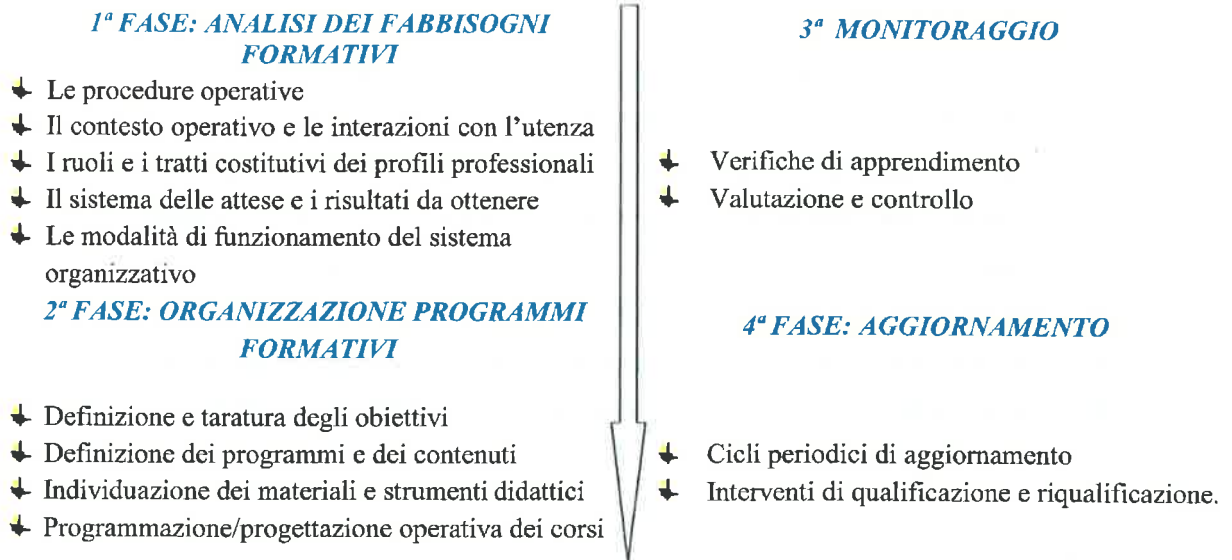 1ª FASE: ANALISI DEI FABBISOGNI
FORMATIVI
Le procedure operative
Il contesto operativo e le interazioni con l'utenza
I ruoli e i tratti costitutivi dei profili professionali
Il sistema delle attese e i risultati da ottenere
Le modalità di funzionamento del sistema
organizzativo
2ª FASE: ORGANIZZAZIONE PROGRAMMI
FORMATIVI
Definizione e taratura degli obiettivi
Definizione dei programmi e dei contenuti
Individuazione dei materiali e strumenti didattici
Programmazione/progettazione operativa dei corsi
3ª MONITORAGGIO
Verifiche di apprendimento
Valutazione e controllo
4ª FASE: AGGIORNAMENTO
Cicli periodici di aggiornamento
Interventi di qualificazione e riqualificazione.